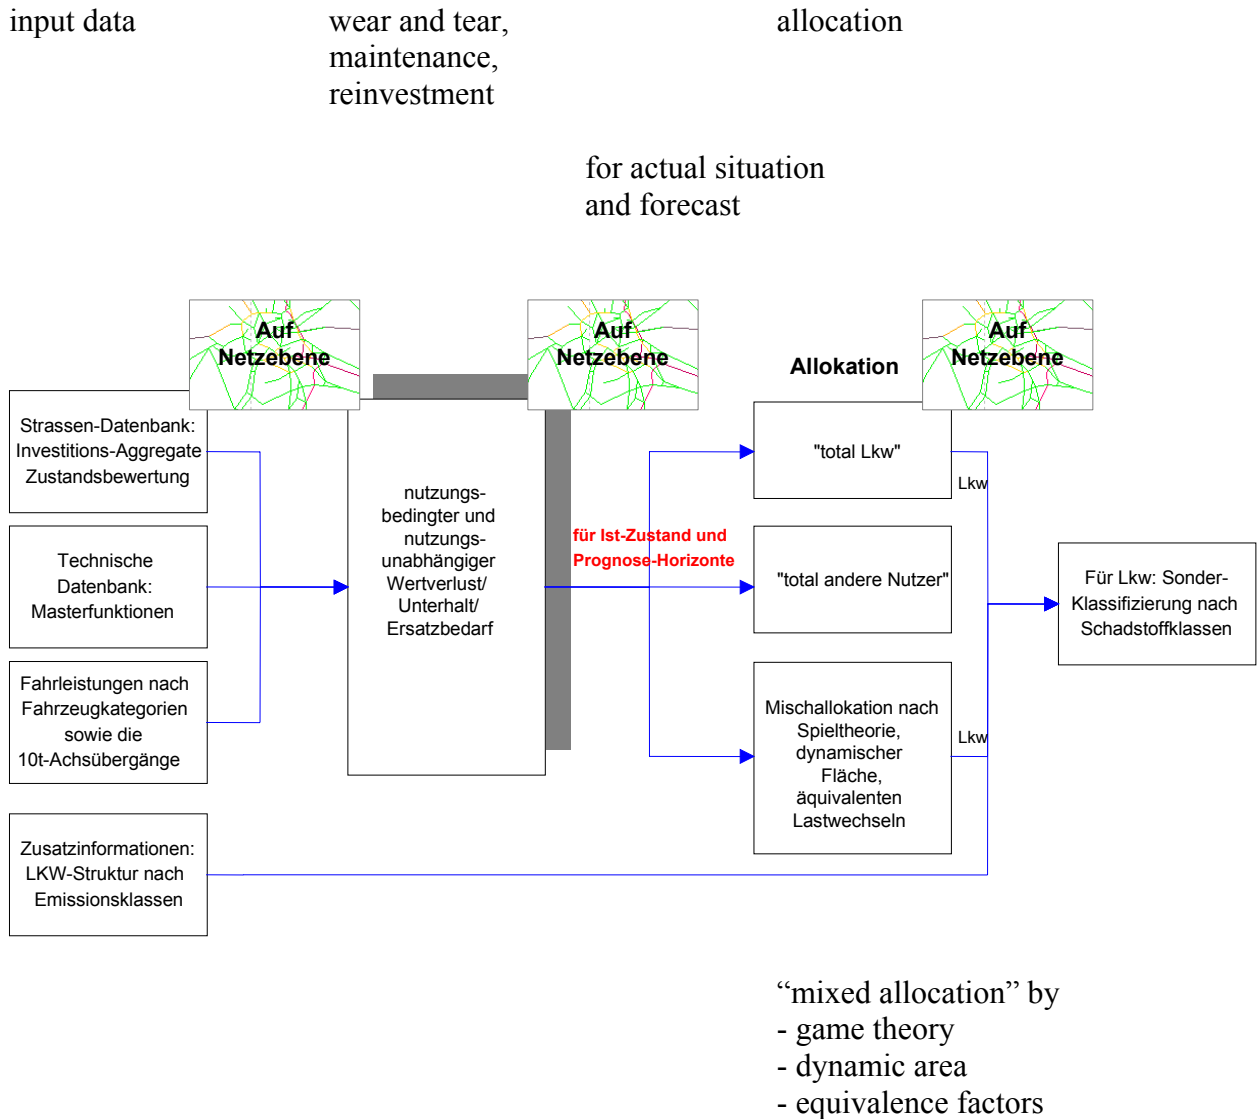 input data
wear and tear,
maintenance,
reinvestment
allocation
for actual situation
and forecast
Auf
Netzebene
Auf
Netzebene
Auf
Netzebene
Allokation
Strassen-Datenbank:
Investitions-Aggregate
Zustandsbewertung
Technische
Datenbank:
Masterfunktionen
Fahrleistungen nach
Fahrzeugkategorien
sowie die
10t-Achsübergänge
Zusatzinformationen:
LKW-Struktur nach
Emissionsklassen
nutzungs-
bedingter und
nutzungs-
unabhängiger
Wertverlust/
Unterhalt/
Ersatzbedarf
für Ist-Zustand und
Prognose-Horizonte
"total Lkw"
Lkw
"total andere Nutzer"
Mischallokation nach
Spieltheorie,
dynamischer
Fläche,
äquivalenten
Lastwechseln
Lkw
Für Lkw: Sonder-
Klassifizierung nach
Schadstoffklassen
“mixed allocation” by
- game theory
- dynamic area
- equivalence factors